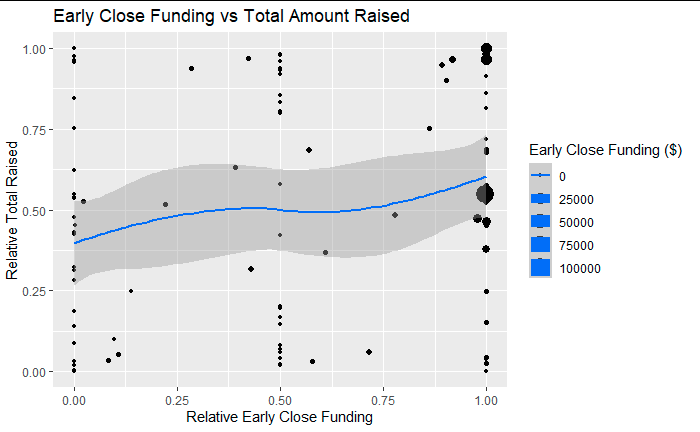 Early Close Funding vs Total Amount Raised
1.00
0.75
0.50
0.25
0.00
Relative Total Raised
0.00 0.25 0.50 0.75 1.00
Relative Early Close Funding
Early Close Funding ($)
0
25000
50000
75000
100000